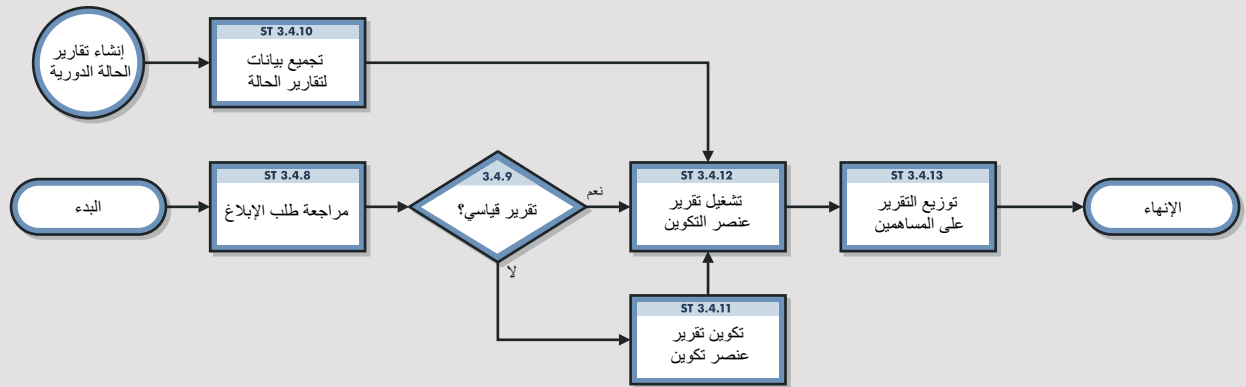 إنشاء تقارير
الحالة الدورية
ST 3.4.10
تجميع بيانات
لتقارير الحالة
البدء
ST 3.4.8
مراجعة طلب الإبلاغ
3.4.9
تقرير قياسي؟
نعم
لا
ST 3.4.12
تشغيل تقرير
عنصر التكوين
ST 3.4.13
توزيع التقرير
على المساهمين
الإنهاء
ST 3.4.11
تكوين تقرير
عنصر تكوين